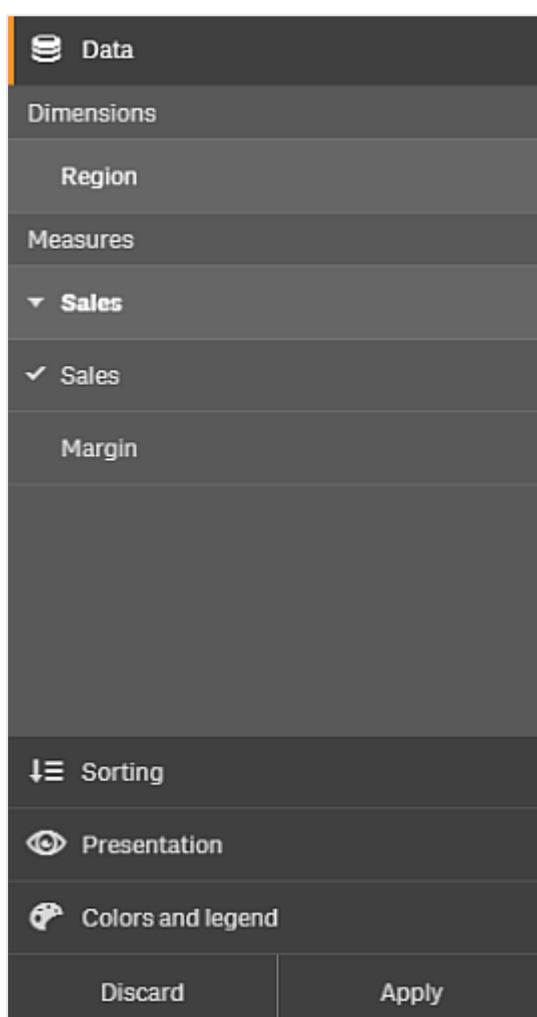 Data
Dimensions
Region
Measures
Sales
Sales
Margin
Sorting
Presentation
Colors and legend
Discard Apply